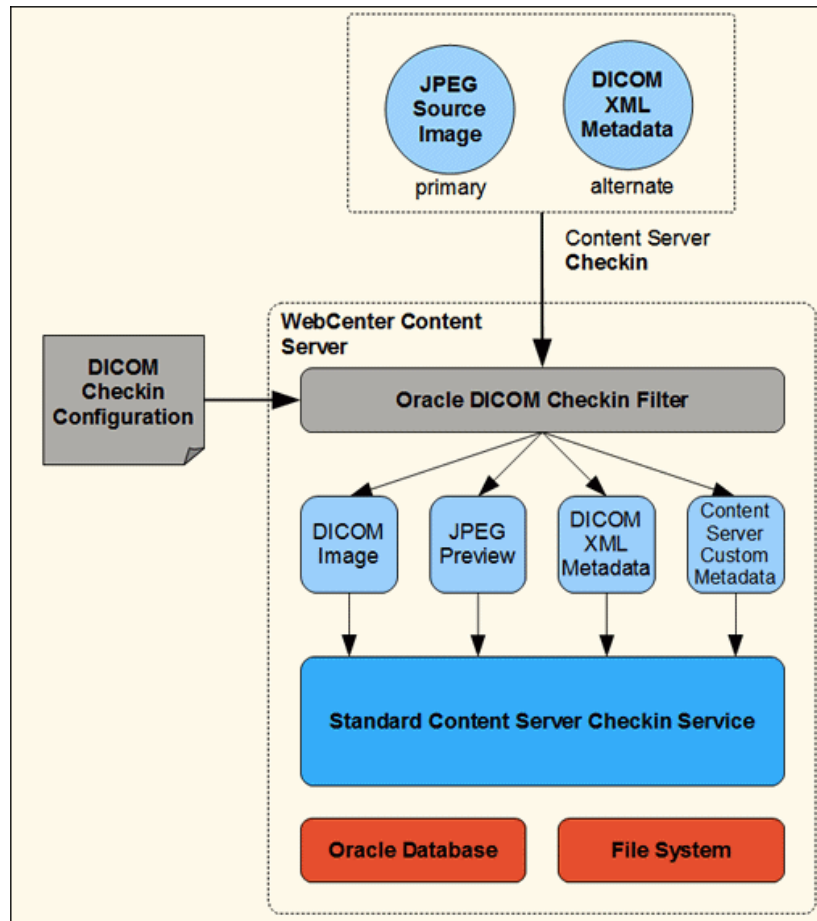 JPEG
Source
Image
primary
DICOM
XML
Metadata
alternate
Content Server
Checkin
WebCenter Content
Server
DICOM
Checkin
Configuration
Oracle DICOM Checkin Filter
DICOM
Image
JPEG
Preview
DICOM
XML
Metadata
Content
Server
Custom
Metadata
Standard Content Server Checkin Service
Oracle Database
File System